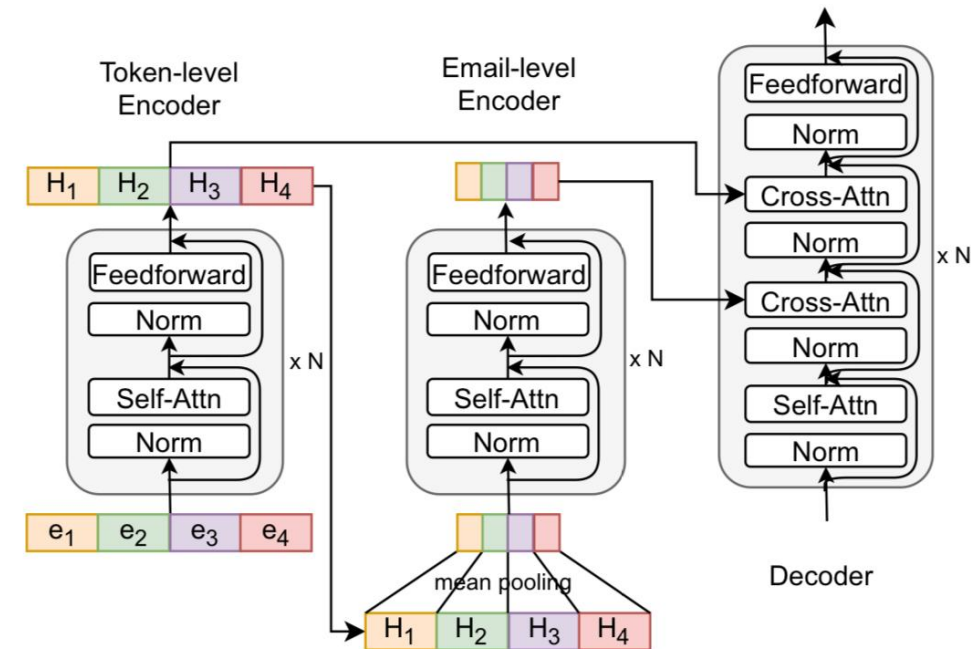 Token-level
Encoder
H1 H2 H3 H4
Feedforward
Norm
Self-Attn
Norm
x N
e1 e2 e3 e4
Email-level
Encoder
Feedforward
Norm
Self-Attn
Norm
x N
mean pooling
H1 H2 H3 H4
Feedforward
Norm
Cross-Attn
Norm
Cross-Attn
Norm
Self-Attn
Norm
x N
Decoder